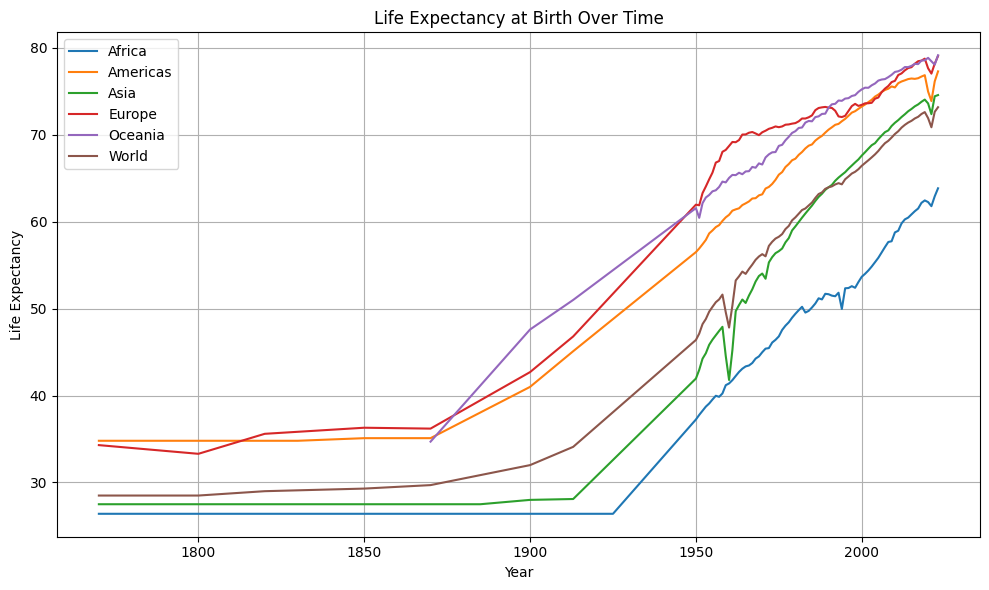 Life Expectancy at Birth Over Time
Africa
Americas
Asia
Europe
Oceania
World
80
70
60
50
40
30
Life Expectancy
1800 1850 1900 1950 2000
Year